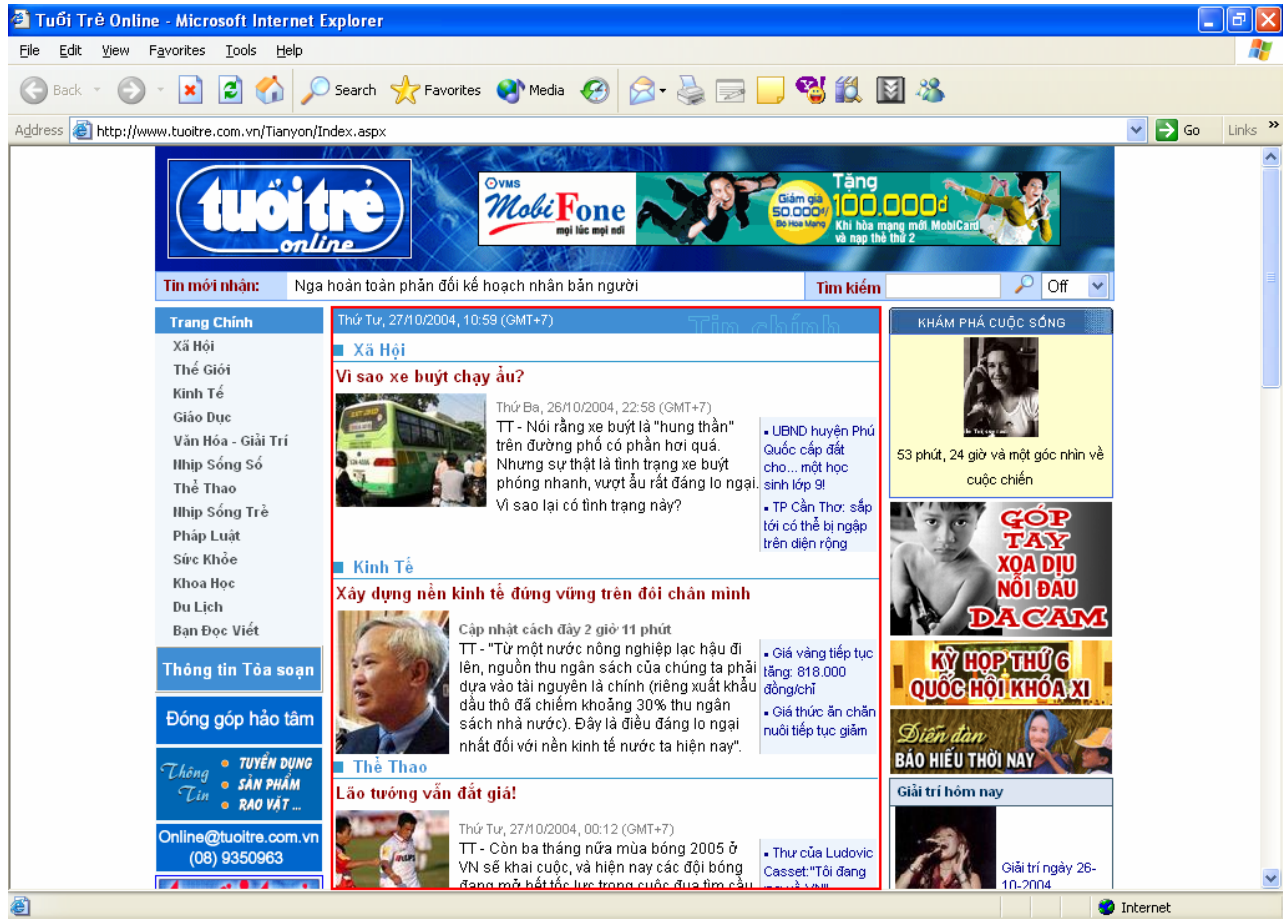 Tuổi Trẻ Online - Microsoft Internet Explorer
File Edit View Favorites Tools Help
Back Search Favorites Media
Address http://www.tuoitre.com.vn/Tianyon/Index.aspx Go Links »
tuổi trẻ
online
VMS
MobiFone
mọi lúc mọi nơi
Giảm giá
50.000đ/
Bộ Hoà Mạng
Tặng
100.000đ
Khi hòa mạng mới MobiCard
và nạp thẻ thứ 2
Tin mới nhận: Nga hoàn toàn phản đối kế hoạch nhân bản người Tìm kiếm Off
Trang Chính
Xã Hội
Thế Giới
Kinh Tế
Giáo Dục
Văn Hóa - Giải Trí
Nhịp Sống Số
Thể Thao
Nhịp Sống Trẻ
Pháp Luật
Sức Khỏe
Khoa Học
Du Lịch
Bạn Đọc Viết
Thông tin Tòa soạn
Đóng góp hảo tâm
Thông
Tin
TUYỂN DỤNG
SẢN PHẨM
RAO VẶT ...
Online@tuoitre.com.vn
(08) 9350963
Thứ Tư, 27/10/2004, 10:59 (GMT+7) Tin chính
Xã Hội
Vì sao xe buýt chạy ẩu?
Thứ Ba, 26/10/2004, 22:58 (GMT+7)
TT - Nói rằng xe buýt là "hung thần"
trên đường phố có phần hơi quá.
Nhưng sự thật là tình trạng xe buýt
phóng nhanh, vượt ẩu rất đáng lo ngại.
Vì sao lại có tình trạng này?
▪ UBND huyện Phú
Quốc cấp đất
cho... một học
sinh lớp 9!
▪ TP Cần Thơ: sắp
tới có thể bị ngập
trên diện rộng
Kinh Tế
Xây dựng nền kinh tế đứng vững trên đôi chân mình
Cập nhật cách đây 2 giờ 11 phút
TT - "Từ một nước nông nghiệp lạc hậu đi
lên, nguồn thu ngân sách của chúng ta phải
dựa vào tài nguyên là chính (riêng xuất khẩu
dầu thô đã chiếm khoảng 30% thu ngân
sách nhà nước). Đây là điều đáng lo ngại
nhất đối với nền kinh tế nước ta hiện nay".
▪ Giá vàng tiếp tục
tăng: 818.000
đồng/chỉ
▪ Giá thức ăn chăn
nuôi tiếp tục giảm
Thể Thao
Lão tướng vẫn đắt giá!
Thứ Tư, 27/10/2004, 00:12 (GMT+7)
TT - Còn ba tháng nữa mùa bóng 2005 ở
VN sẽ khai cuộc, và hiện nay các đội bóng
đang mở hết tốc lực trong cuộc đua tìm cầu
▪ Thư của Ludovic
Casset:"Tôi đang
KHÁM PHÁ CUỘC SỐNG
53 phút, 24 giờ và một góc nhìn về
cuộc chiến
GÓP
TAY
XOA DỊU
NỖI ĐAU
DA CAM
KỲ HỌP THỨ 6
QUỐC HỘI KHÓA XI
Diễn đàn
BÁO HIẾU THỜI NAY
Giải trí hôm nay
Giải trí ngày 26-
10-2004
Internet